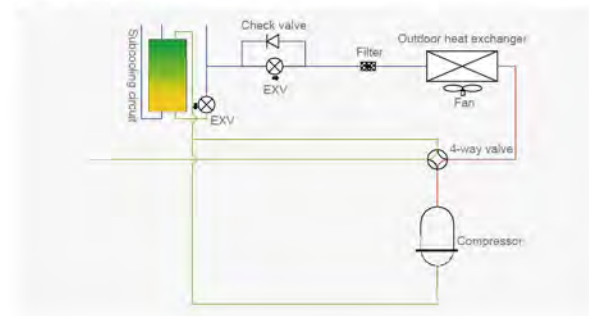 Check valve
Outdoor heat exchanger
Filter
Subcooling circuit
EXV
Fan
EXV
4-way valve
Compressor